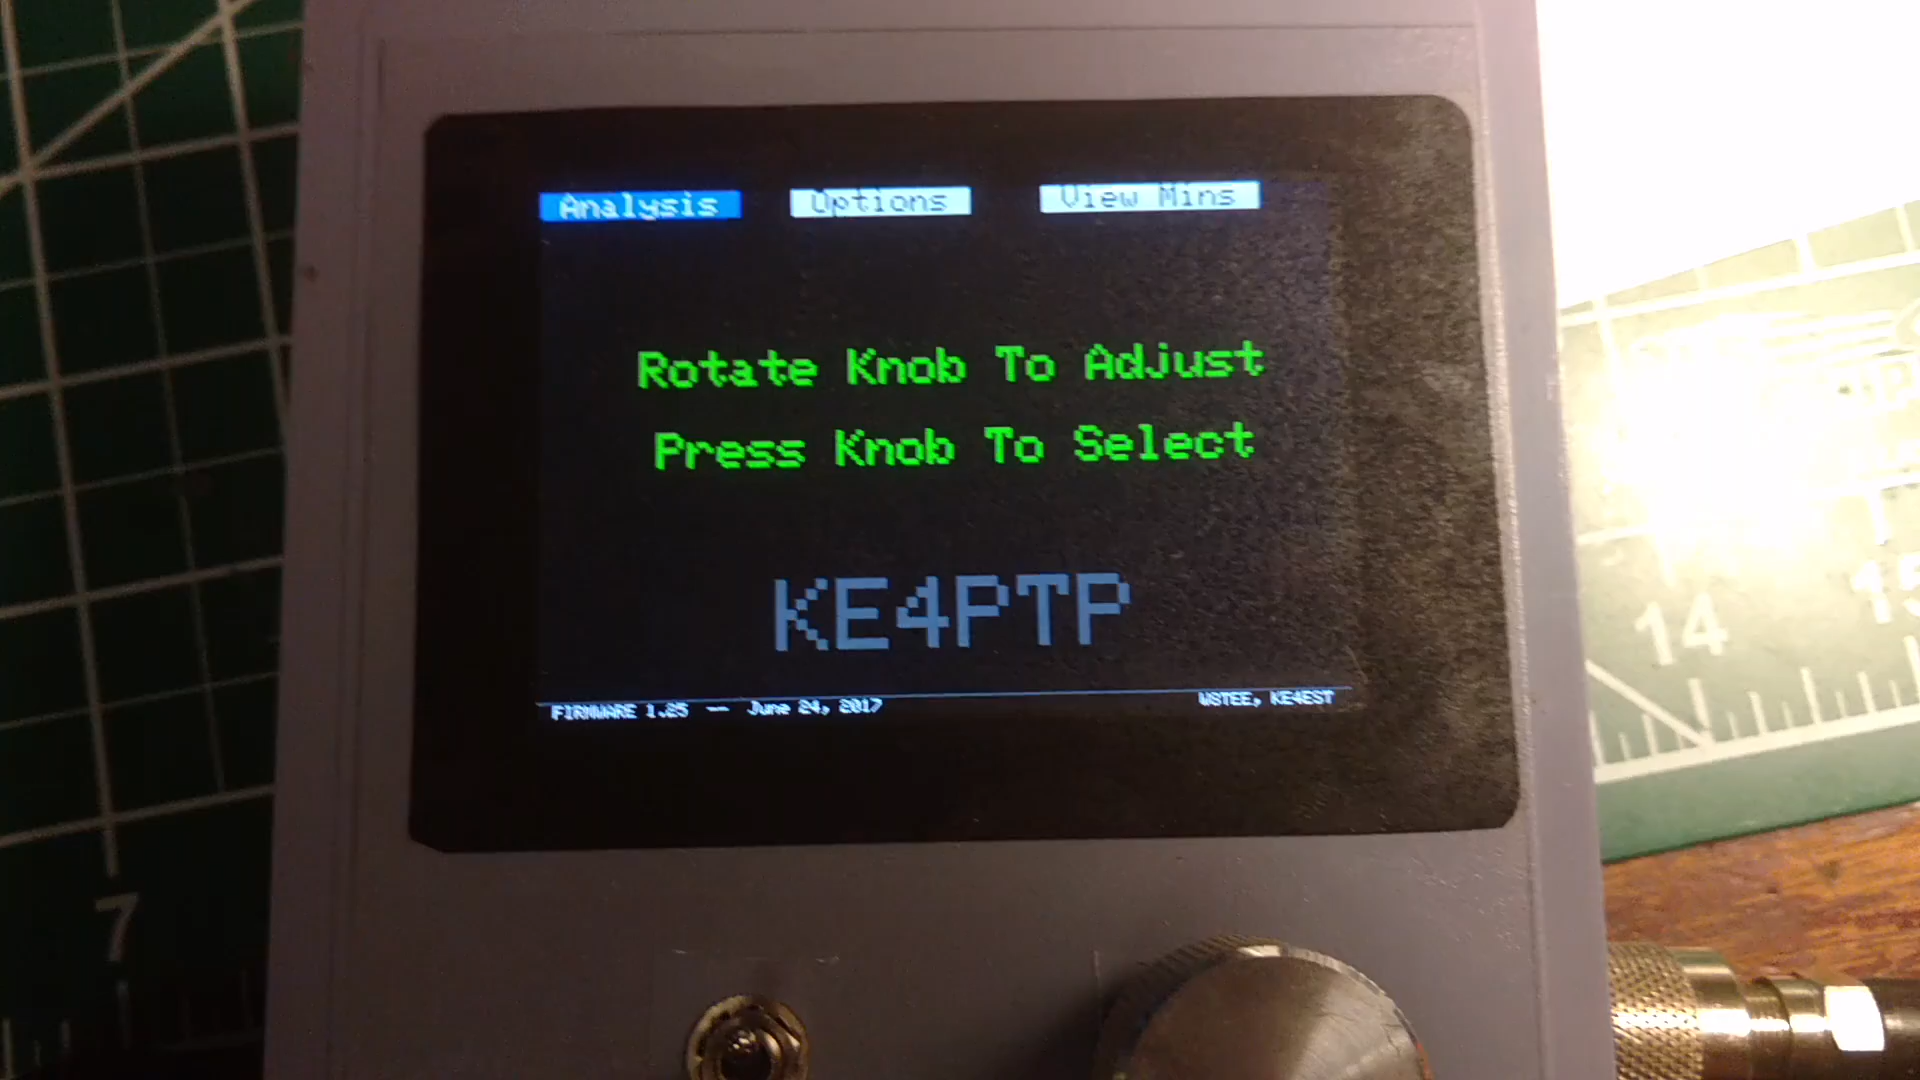 Analysis Options View Mins
Rotate Knob To Adjust
Press Knob To Select
KE4PTP
FIRMWARE 1.25 -- June 24, 2017 W8TEE, KE4EST
14
15
7